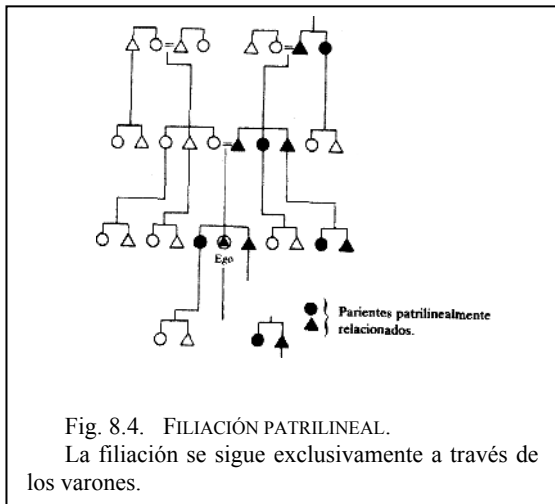 Ego
Parientes patrilinealmente
relacionados.
Fig. 8.4. FILIACIÓN PATRILINEAL.
La filiación se sigue exclusivamente a través de
los varones.